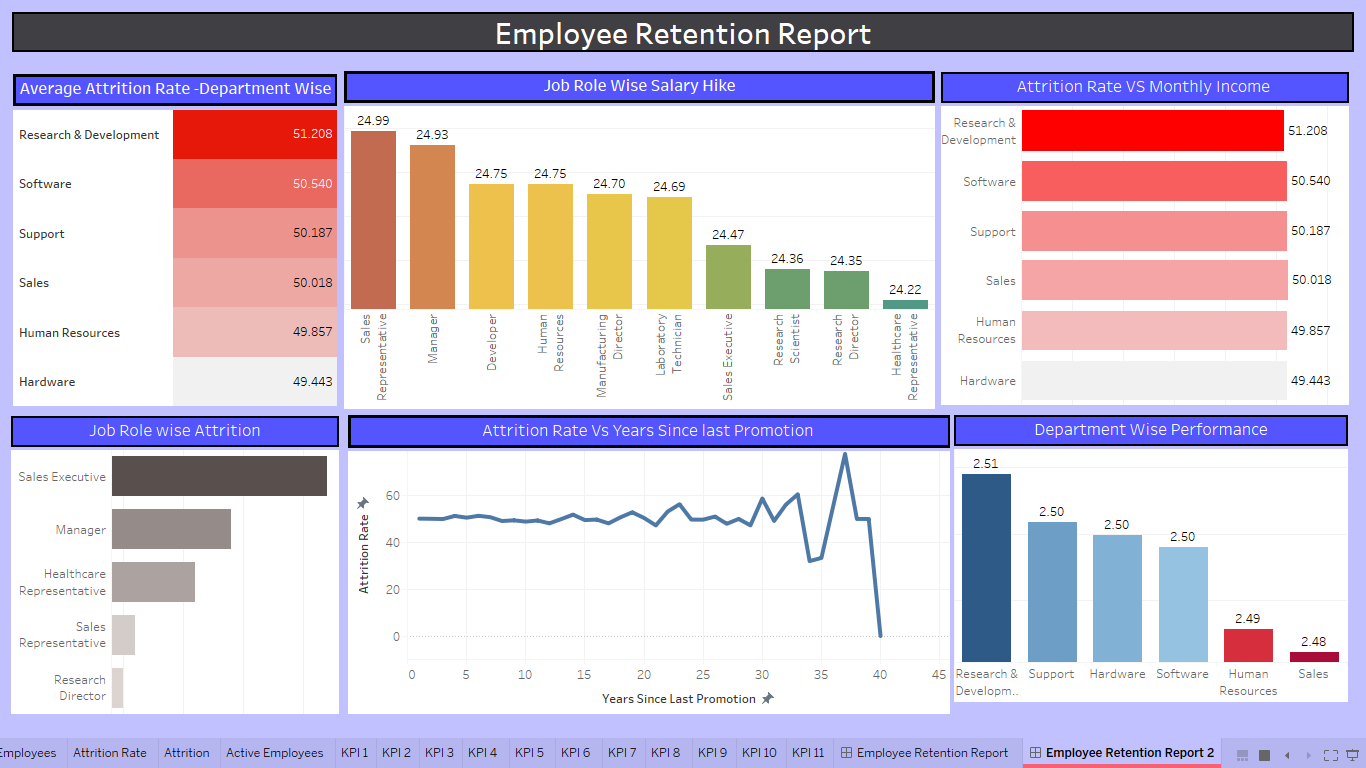 Employee Retention Report
Average Attrition Rate -Department Wise
Research & Development 51.208
Software 50.540
Support 50.187
Sales 50.018
Human Resources 49.857
Hardware 49.443
Job Role Wise Salary Hike
24.99
24.93
24.75
24.75
24.70
24.69
24.47
24.36
24.35
24.22
Sales
Representative
Manager
Developer
Human
Resources
Manufacturing
Director
Laboratory
Technician
Sales Executive
Research
Scientist
Research
Director
Healthcare
Representative
Attrition Rate VS Monthly Income
Research &
Development
51.208
Software 50.540
Support 50.187
Sales 50.018
Human
Resources
49.857
Hardware 49.443
Job Role wise Attrition
Sales Executive
Manager
Healthcare
Representative
Sales
Representative
Research
Director
Attrition Rate Vs Years Since last Promotion
Attrition Rate
60
40
20
0
0 5 10 15 20 25 30 35 40 45
Years Since Last Promotion
Department Wise Performance
2.51
2.50
2.50
2.50
2.49
2.48
Research &
Developm..
Support
Hardware
Software
Human
Resources
Sales
Employees Attrition Rate Attrition Active Employees KPI 1 KPI 2 KPI 3 KPI 4 KPI 5 KPI 6 KPI 7 KPI 8 KPI 9 KPI 10 KPI 11 Employee Retention Report Employee Retention Report 2